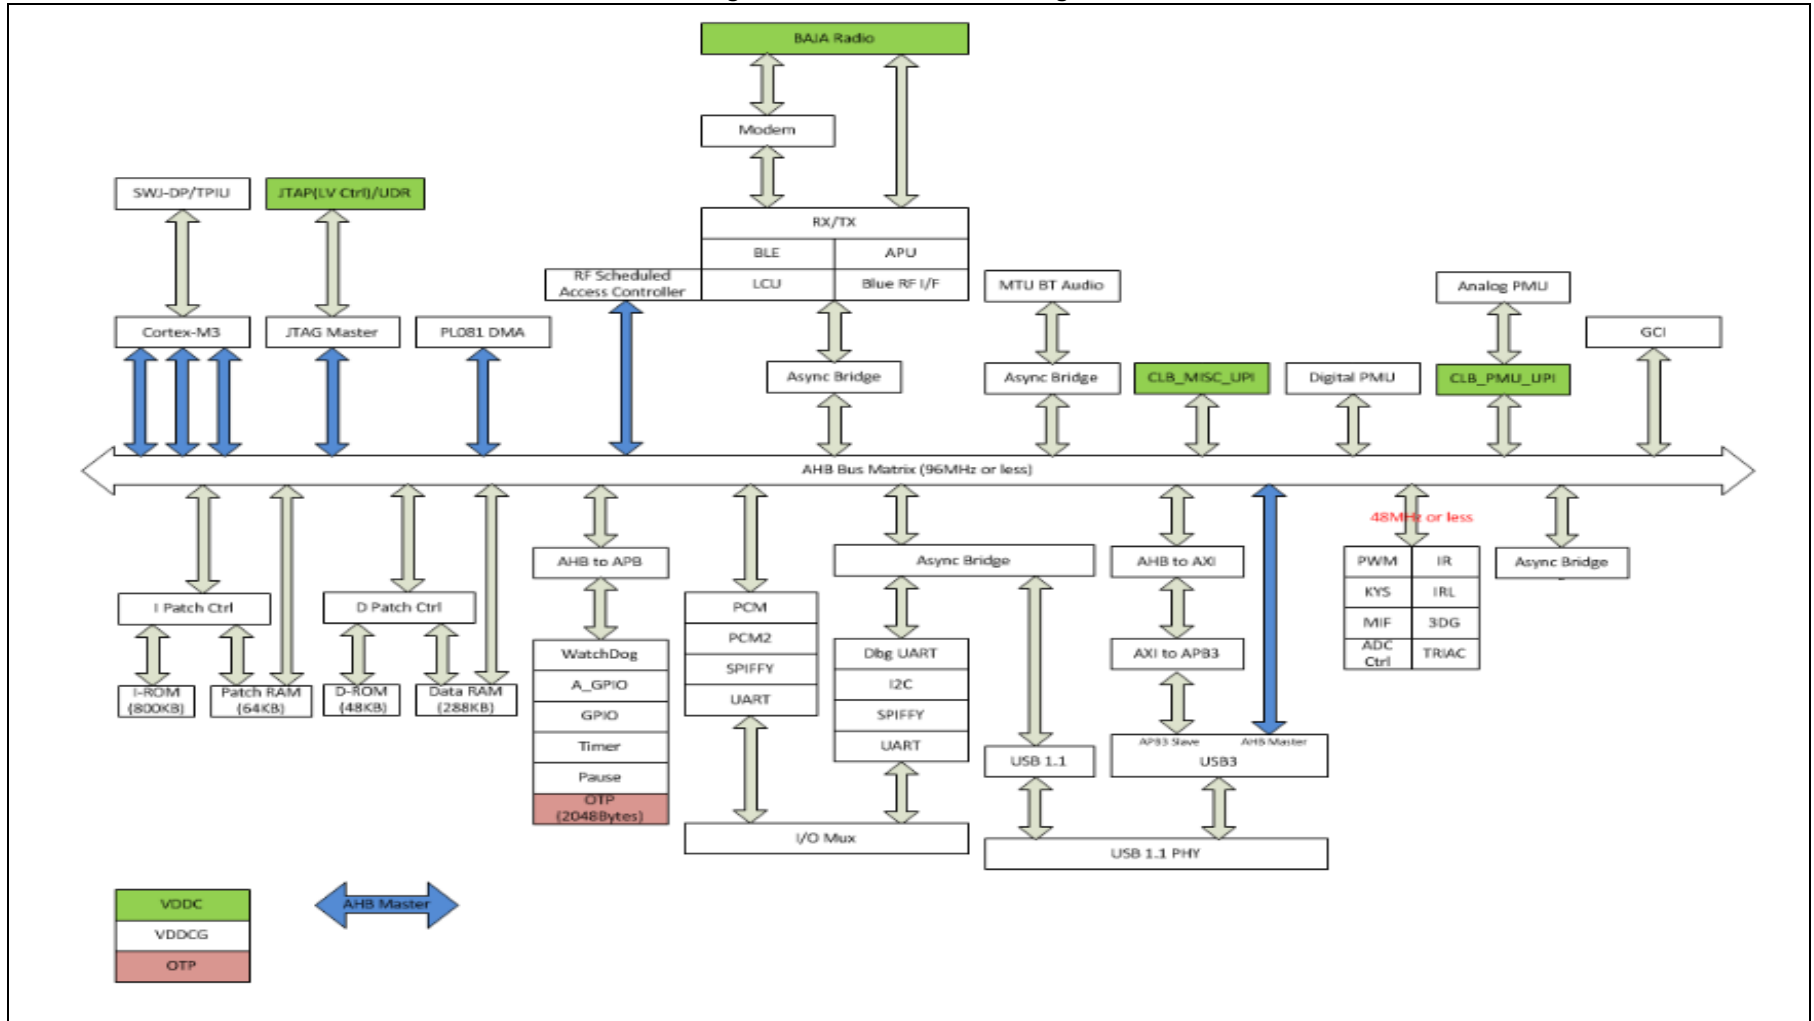 BAJA Radio
Modem
SWJ-DP/TPIU
JTAP(LV Ctrl)/UDR
RX/TX
BLE
APU
RF Scheduled
Access Controller
LCU
Blue RF I/F
MTU BT Audio
Analog PMU
Cortex-M3
JTAG Master
PL081 DMA
GCI
Async Bridge
Async Bridge
CLB_MISC_UPI
Digital PMU
CLB_PMU_UPI
AHB Bus Matrix (96MHz or less)
48MHz or less
AHB to APB
Async Bridge
AHB to AXI
PWM
IR
Async Bridge
I Patch Ctrl
D Patch Ctrl
PCM
KYS
IRL
PCM2
MIF
3DG
WatchDog
Dbg UART
AXI to APB3
ADC
Ctrl
TRIAC
SPIFFY
A_GPIO
I2C
I-ROM
(800KB)
Patch RAM
(64KB)
D-ROM
(48KB)
Data RAM
(288KB)
UART
GPIO
SPIFFY
Timer
UART
APB3 Slave
AHB Master
USB 1.1
USB3
Pause
OTP
(2048Bytes)
I/O Mux
USB 1.1 PHY
VDDC
AHB Master
VDDCG
OTP